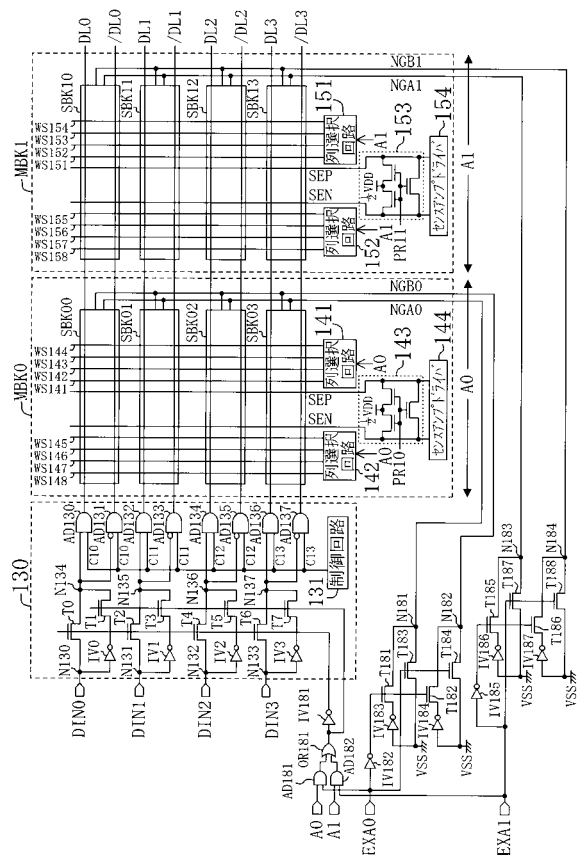 DL0
/DL0
DL1
/DL1
DL2
/DL2
DL3
/DL3
MBK1
SBK10
SBK11
SBK12
SBK13
NGB1
NGA1
WS154
WS153
WS152
WS151
WS155
WS156
WS157
WS158
SEP
SEN
列選択回路
151
列選択回路
152
A1
A1
½VDD
PR11
153
センスアンプドライバ
154
A1
MBK0
SBK00
SBK01
SBK02
SBK03
NGB0
NGA0
WS144
WS143
WS142
WS141
WS145
WS146
WS147
WS148
SEP
SEN
列選択回路
141
列選択回路
142
A0
A0
½VDD
PR10
143
センスアンプドライバ
144
A0
130
AD130
AD131
AD132
AD133
AD134
AD135
AD136
AD137
C10
C10
C11
C11
C12
C12
C13
C13
N134
N135
N136
N137
131
制御回路
T0
T1
T2
T3
T4
T5
T6
T7
N130
N131
N132
N133
IV0
IV1
IV2
IV3
DIN0
DIN1
DIN2
DIN3
IV181
OR181
AD181
AD182
A0
A1
EXA0
EXA1
IV182
IV183
IV184
T181
T182
T183
T184
N181
N182
VSS
VSS
IV185
IV186
IV187
T185
T186
T187
T188
N183
N184
VSS
VSS